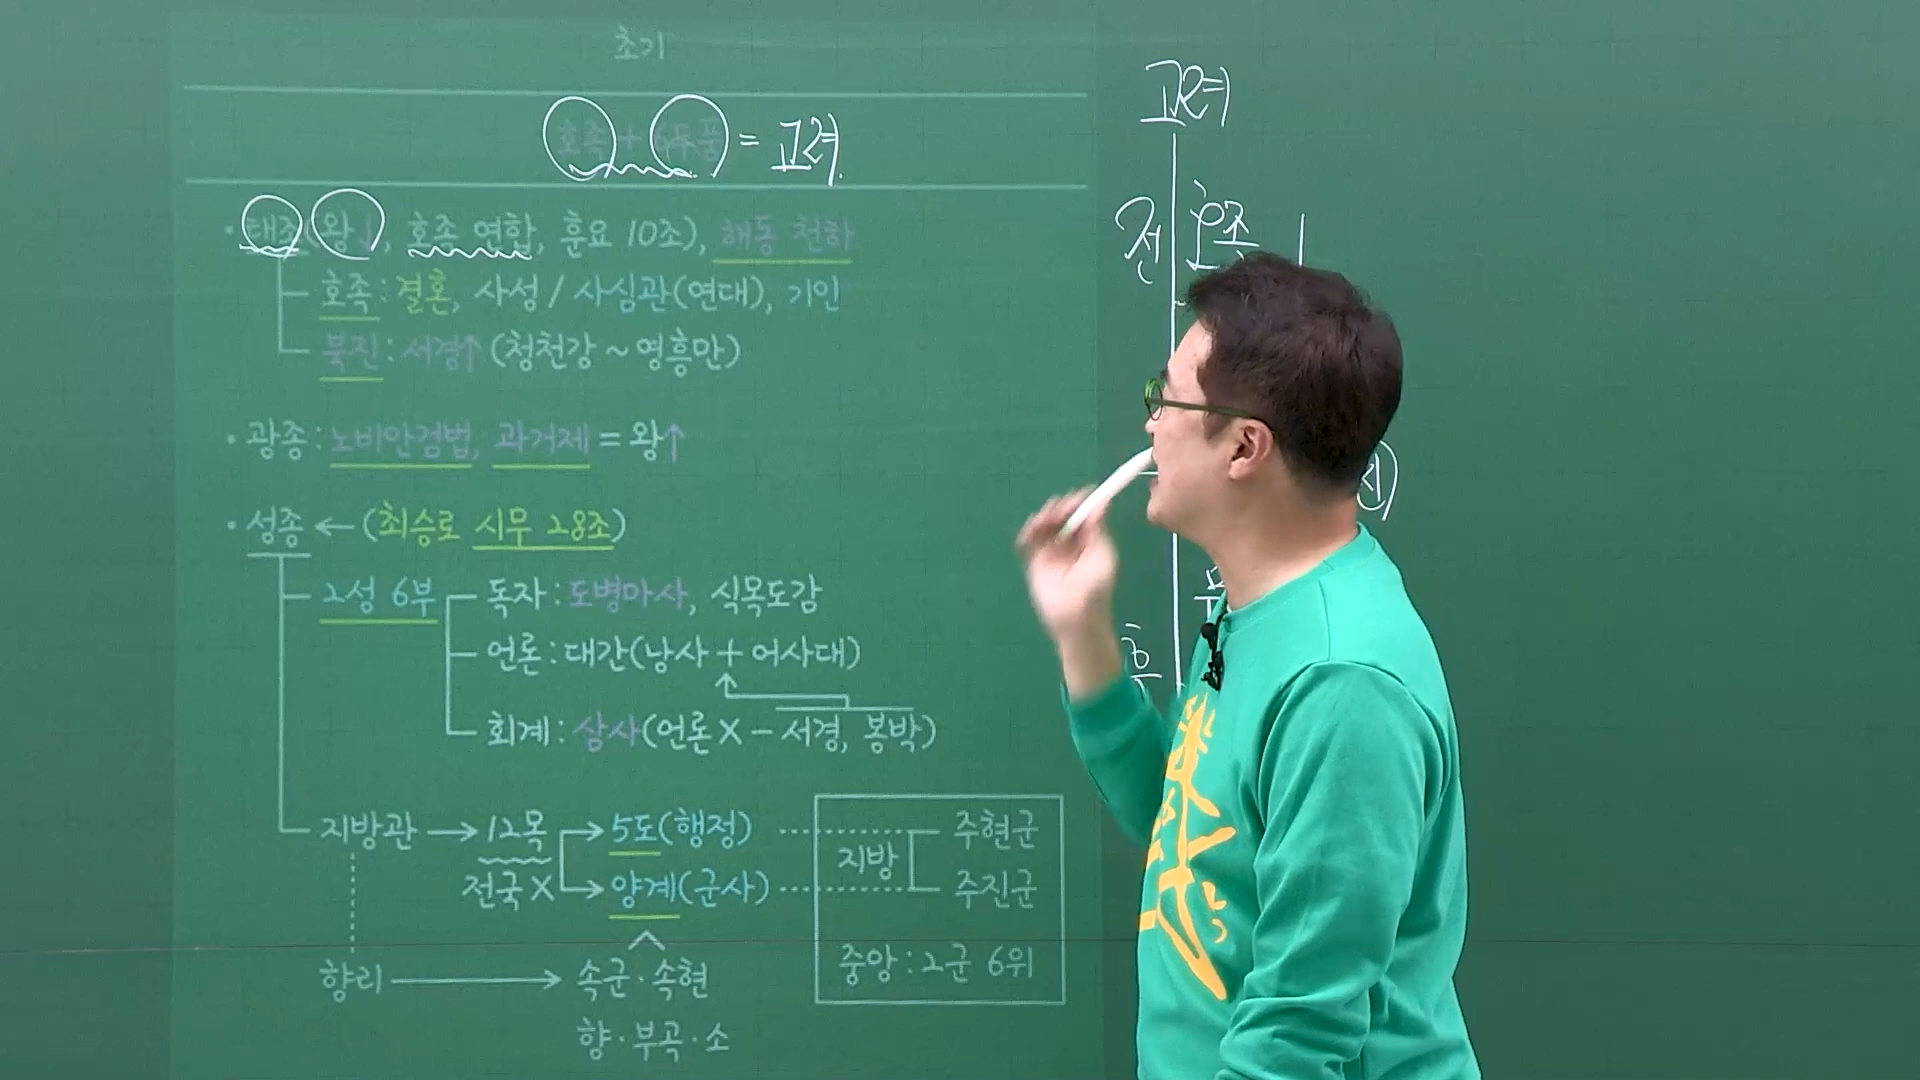 초기
호족 + 6두품 = 고려
· 태조(왕↓, 호족 연합, 훈요 10조), 해동 천하
호족 : 결혼, 사성 / 사심관(연대), 기인
북진 : 서경↑ (청천강 ~ 영흥만)
· 광종 : 노비안검법, 과거제 = 왕↑
· 성종 ← (최승로 시무 28조)
2성 6부
독자 : 도병마사, 식목도감
언론 : 대간(낭사 + 어사대)
회계 : 삼사(언론 X - 서경, 봉박)
지방관 → 12목 → 5도(행정)
전국 X → 양계(군사)
지방
주현군
주진군
중앙 : 2군 6위
향리 → 속군 · 속현
향 · 부곡 · 소
고려
전
호족